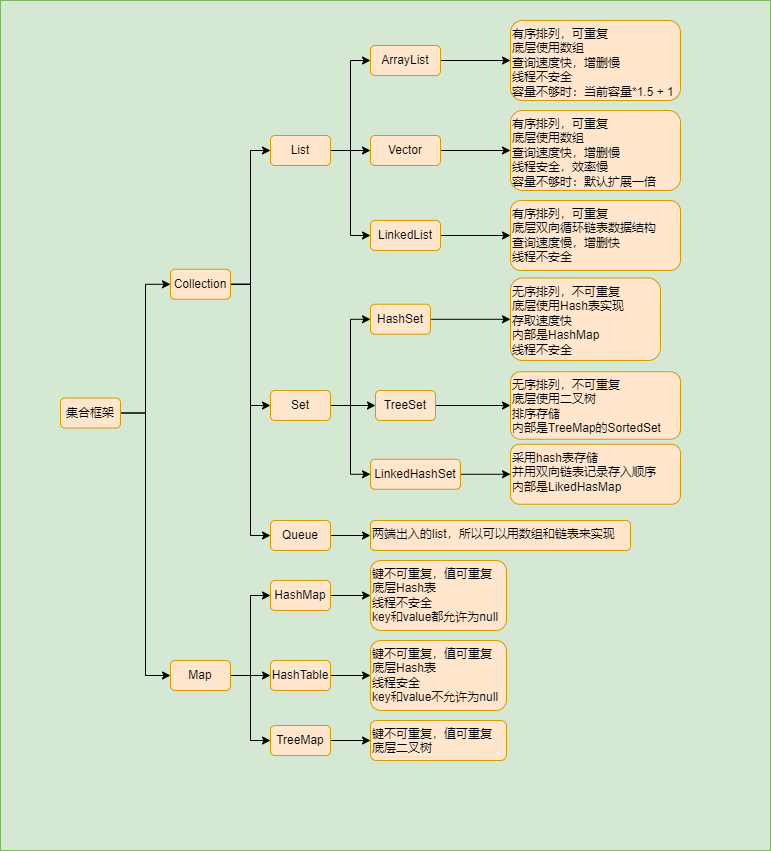 集合框架
Collection
List
ArrayList
有序排列，可重复
底层使用数组
查询速度快，增删慢
线程不安全
容量不够时：当前容量*1.5 + 1
Vector
有序排列，可重复
底层使用数组
查询速度快，增删慢
线程安全，效率慢
容量不够时：默认扩展一倍
LinkedList
有序排列，可重复
底层双向循环链表数据结构
查询速度慢，增删快
线程不安全
Set
HashSet
无序排列，不可重复
底层使用Hash表实现
存取速度快
内部是HashMap
线程不安全
TreeSet
无序排列，不可重复
底层使用二叉树
排序存储
内部是TreeMap的SortedSet
LinkedHashSet
采用hash表存储
并用双向链表记录存入顺序
内部是LikedHasMap
Queue
两端出入的list，所以可以用数组和链表来实现
Map
HashMap
键不可重复，值可重复
底层Hash表
线程不安全
key和value都允许为null
HashTable
键不可重复，值可重复
底层Hash表
线程安全
key和value不允许为null
TreeMap
键不可重复，值可重复
底层二叉树